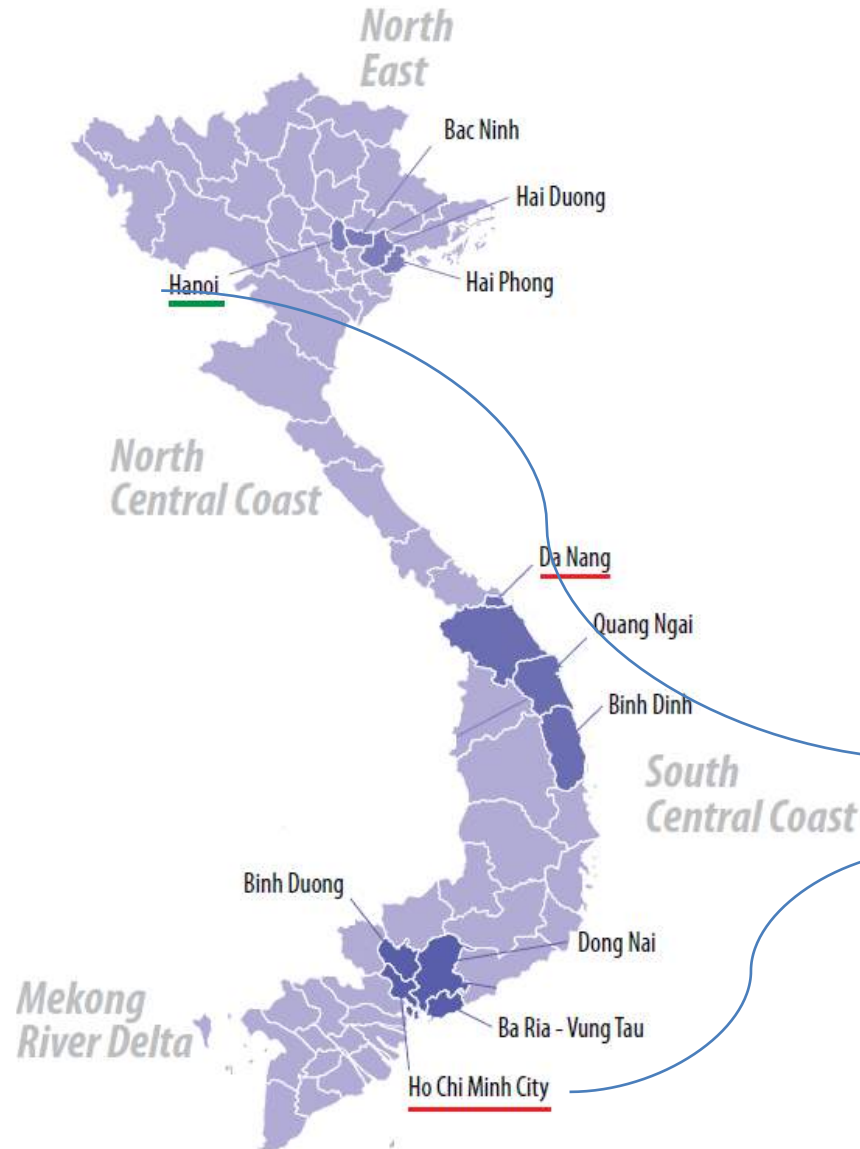 North
East
Bac Ninh
Hai Duong
Hai Phong
Hanoi
North
Central Coast
Da Nang
Quang Ngai
Binh Dinh
South
Central Coast
Binh Duong
Dong Nai
Mekong
River Delta
Ba Ria - Vung Tau
Ho Chi Minh City